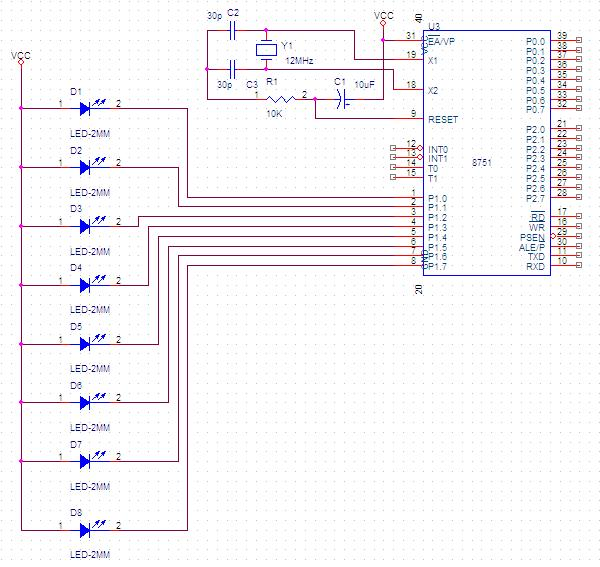 VCC
1 D1 2
LED-2MM
1 D2 2
LED-2MM
1 D3 2
LED-2MM
1 D4 2
LED-2MM
1 D5 2
LED-2MM
1 D6 2
LED-2MM
1 D7 2
LED-2MM
1 D8 2
LED-2MM
30p C2
Y1
12MHz
30p C3
1 R1 2
10K
C1 10uF
VCC
40
U3
31 EA/VP
19 X1
18 X2
9 RESET
12 INT0
13 INT1
14 T0
15 T1
1 P1.0
2 P1.1
3 P1.2
4 P1.3
5 P1.4
6 P1.5
7 P1.6
8 P1.7
20
8751
P0.0 39
P0.1 38
P0.2 37
P0.3 36
P0.4 35
P0.5 34
P0.6 33
P0.7 32
P2.0 21
P2.1 22
P2.2 23
P2.3 24
P2.4 25
P2.5 26
P2.6 27
P2.7 28
RD 17
WR 16
PSEN 29
ALE/P 30
TXD 11
RXD 10